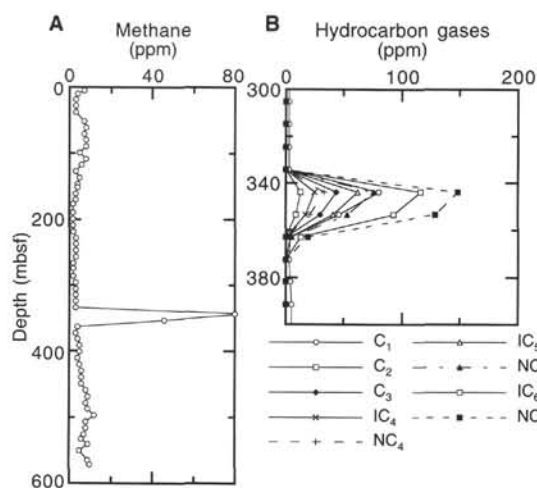 A Methane (ppm)
0 40 80
0
200
400
600
Depth (mbsf)
B Hydrocarbon gases (ppm)
0 100 200
300
340
380
C1
C2
C3
IC4
NC4
IC5
NC
IC6
NC